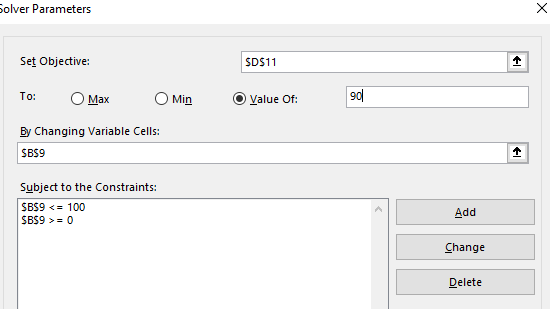 Solver Parameters
Set Objective: $D$11
To: Max Min Value Of: 90
By Changing Variable Cells:
$B$9
Subject to the Constraints:
$B$9 <= 100
$B$9 >= 0
Add
Change
Delete